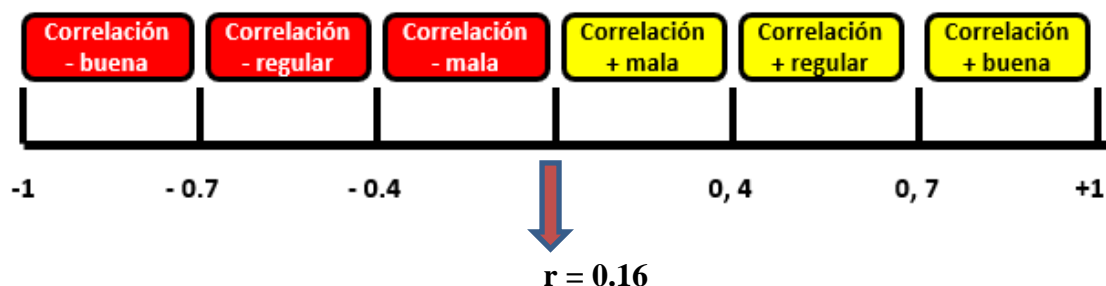 Correlación
- buena
Correlación
- regular
Correlación
- mala
Correlación
+ mala
Correlación
+ regular
Correlación
+ buena
-1
- 0.7
- 0.4
0, 4
0, 7
+1
r = 0.16